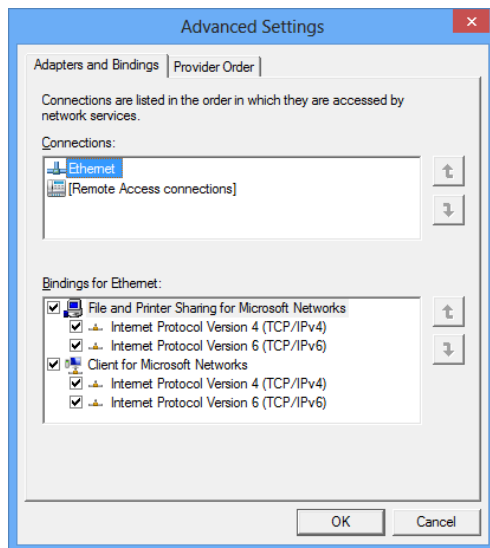 Advanced Settings
Adapters and Bindings
Provider Order
Connections are listed in the order in which they are accessed by
network services.
Connections:
Ethernet
[Remote Access connections]
Bindings for Ethernet:
File and Printer Sharing for Microsoft Networks
Internet Protocol Version 4 (TCP/IPv4)
Internet Protocol Version 6 (TCP/IPv6)
Client for Microsoft Networks
Internet Protocol Version 4 (TCP/IPv4)
Internet Protocol Version 6 (TCP/IPv6)
OK
Cancel